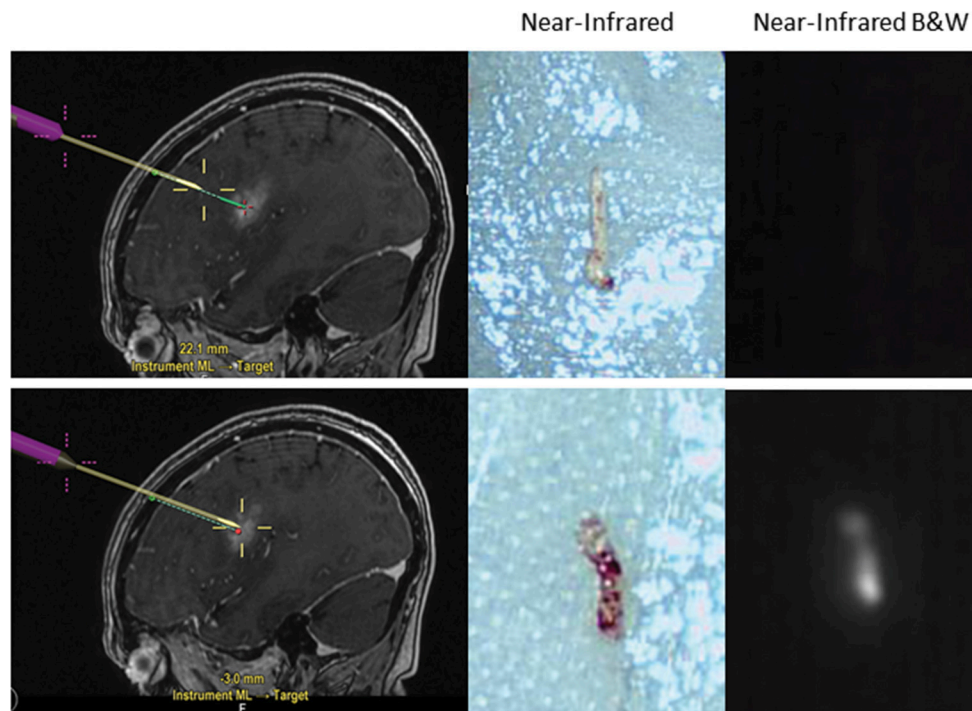 Near-Infrared
Near-Infrared B&W
22.1 mm
Instrument ML → Target
-3.0 mm
Instrument ML → Target
F